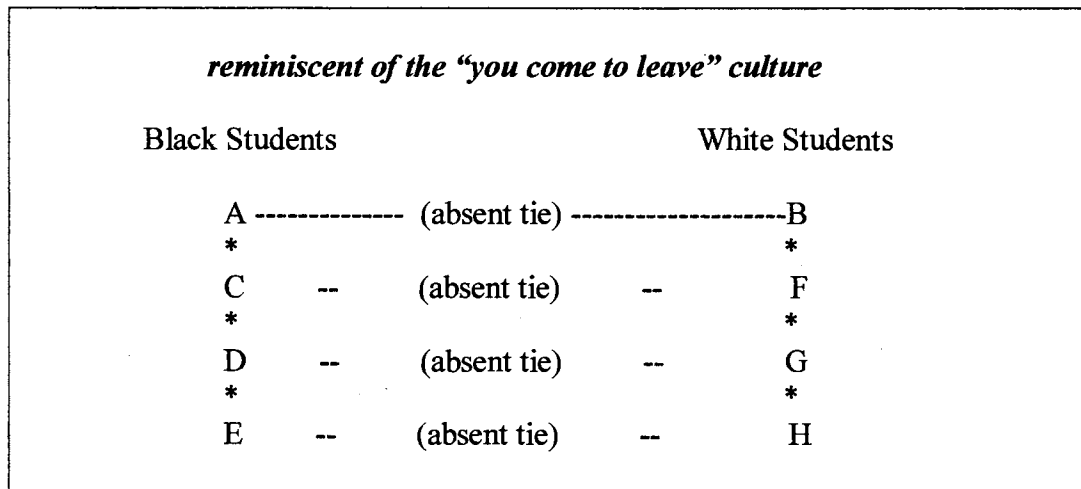 reminiscent of the “you come to leave” culture
Black Students White Students
A ------------- (absent tie) --------------------B
* *
C -- (absent tie) -- F
* *
D -- (absent tie) -- G
* *
E -- (absent tie) -- H